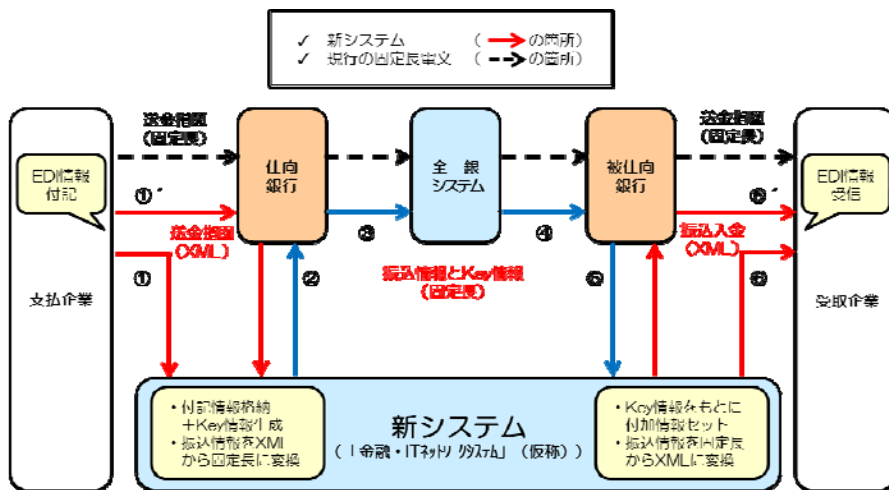 ✓ 新システム （ の箇所）
✓ 現行の固定長電文 （ の箇所）
送金指図
（固定長）
送金指図
（固定長）
EDI情報
付記
仕向
銀行
全 銀
システム
被仕向
銀行
EDI情報
受信
①´
③
④
⑥´
送金指図
（XML）
振込入金
（XML）
①
②
振込情報とKey情報
（固定長）
⑤
⑥
支払企業
受取企業
・付記情報格納
＋Key情報生成
・振込情報をXML
から固定長に変換
新システム
（「金融・ITネットワークシステム」（仮称））
・Key情報をもとに
付加情報セット
・振込情報を固定長
からXMLに変換